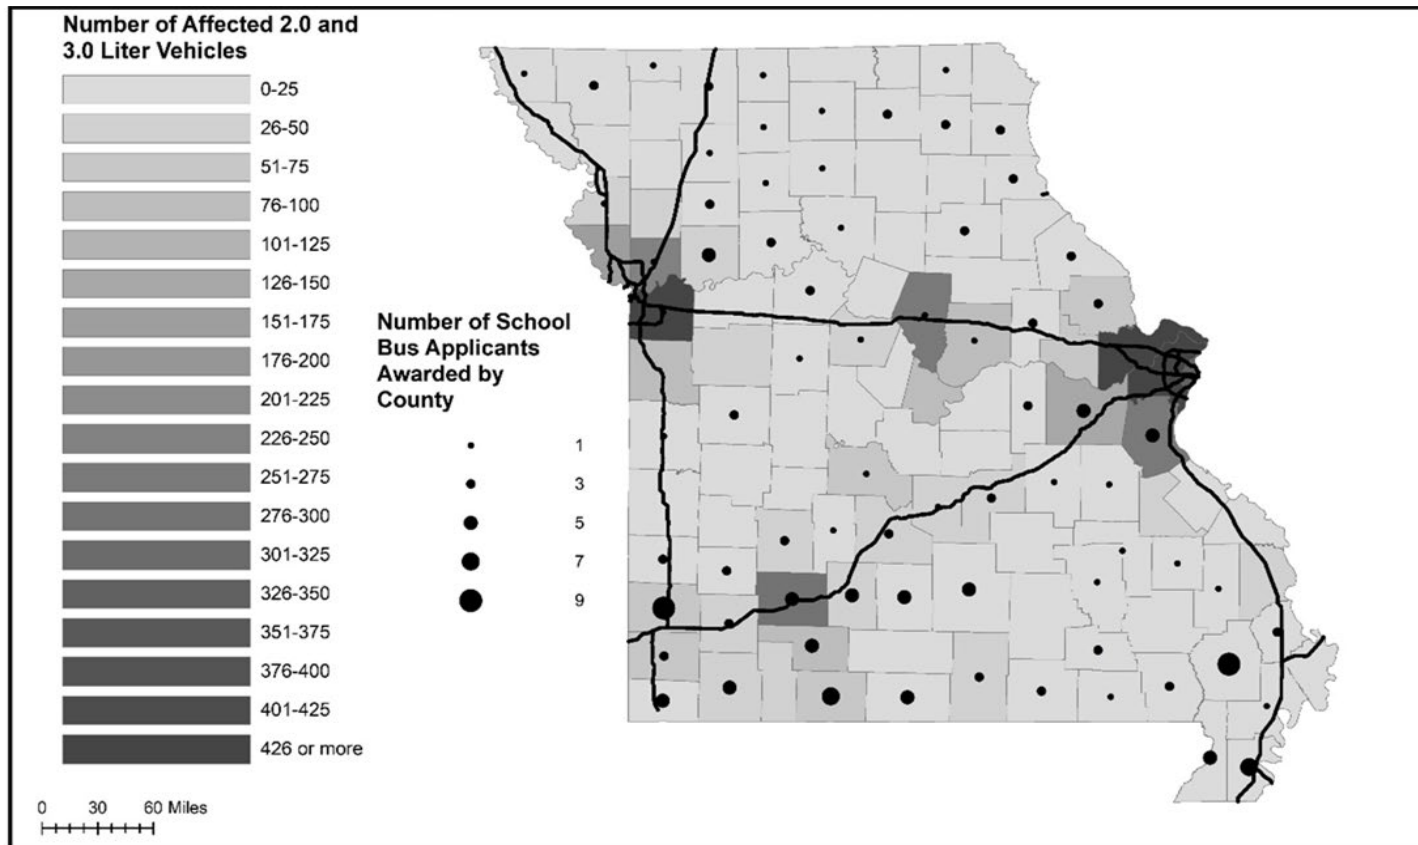 Number of Affected 2.0 and
3.0 Liter Vehicles
0-25
26-50
51-75
76-100
101-125
126-150
151-175
176-200
201-225
226-250
251-275
276-300
301-325
326-350
351-375
376-400
401-425
426 or more
0 30 60 Miles
Number of School
Bus Applicants
Awarded by
County
1
3
5
7
9